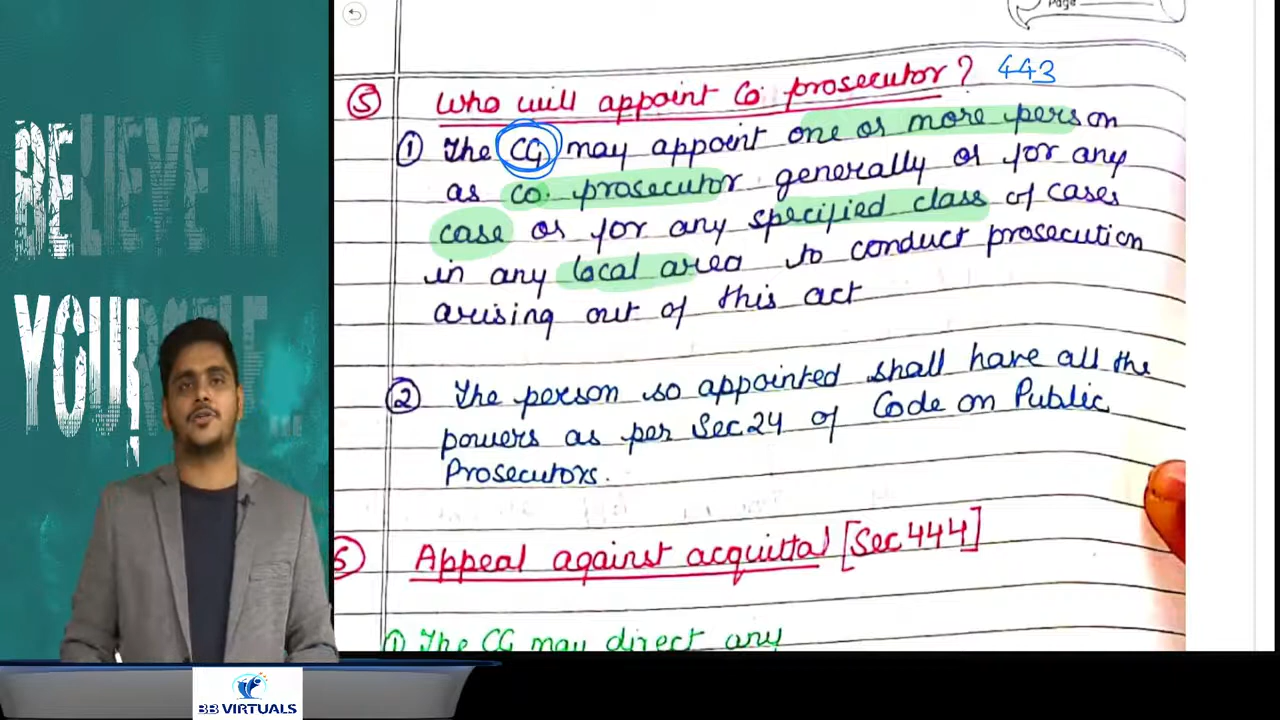 Page
BELIEVE IN
YOURSELF...
5 Who will appoint Co. prosecutor? 443
① The CG may appoint one or more person
as co. prosecutor generally or for any
case or for any specified class of cases
in any local area to conduct prosecution
arising out of this act
② The person so appointed shall have all the
powers as per Sec 24 of Code on Public
Prosecutors.
6 Appeal against acquittal [Sec 444]
① The CG may direct any
BB VIRTUALS